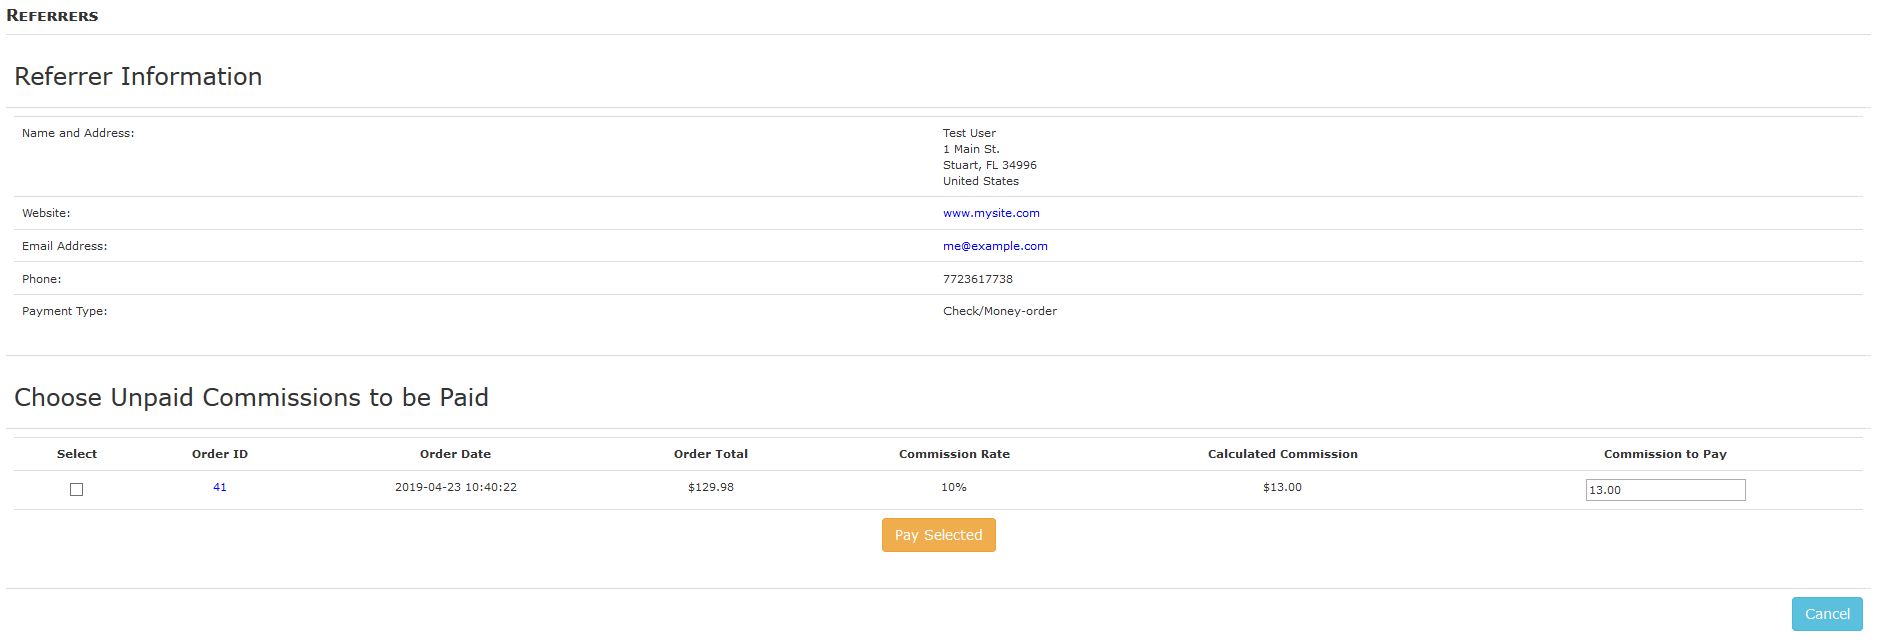 REFERRERS
Referrer Information
Name and Address: Test User
1 Main St.
Stuart, FL 34996
United States
Website: www.mysite.com
Email Address: me@example.com
Phone: 7723617738
Payment Type: Check/Money-order
Choose Unpaid Commissions to be Paid
Select Order ID Order Date Order Total Commission Rate Calculated Commission Commission to Pay
41 2019-04-23 10:40:22 $129.98 10% $13.00 13.00
Pay Selected
Cancel